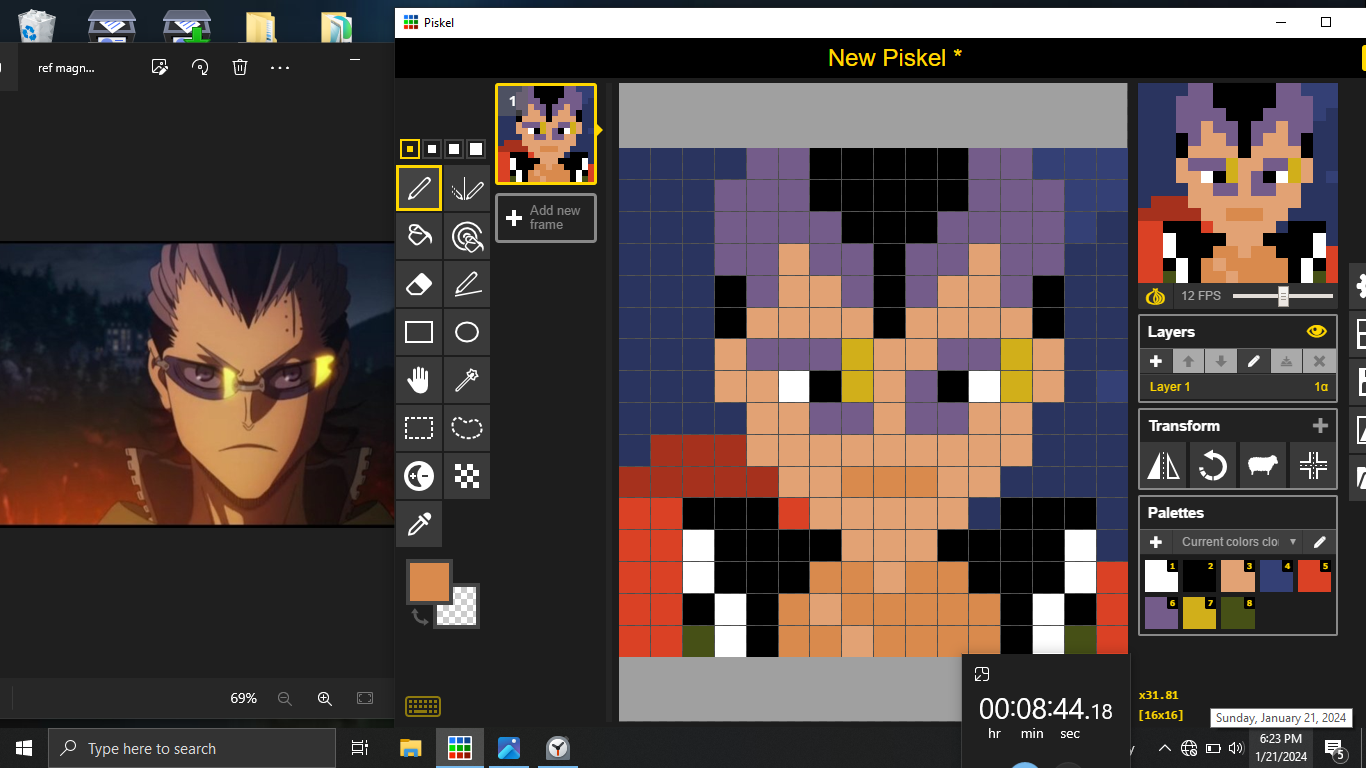 Piskel
New Piskel *
ref magn...
1
Add new
frame
12 FPS
Layers
Layer 1
1α
Transform
Palettes
Current colors clo
1
2
3
4
5
6
7
8
69%
00:08:44.18
hr
min
sec
x31.81
[16x16]
Sunday, January 21, 2024
Type here to search
6:23 PM
1/21/2024
5